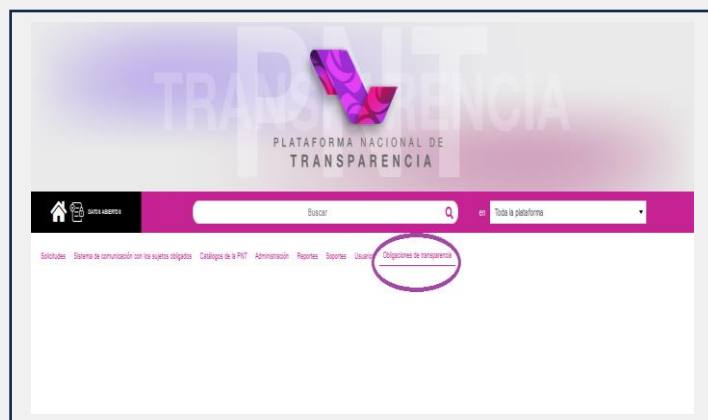 PNT
TRANSPARENCIA
PLATAFORMA NACIONAL DE
TRANSPARENCIA
DATOS ABIERTOS
Buscar
en
Toda la plataforma
Solicitudes Sistema de comunicación con los sujetos obligados Catálogos de la PNT Administración Reportes Soportes Usuarios Obligaciones de transparencia